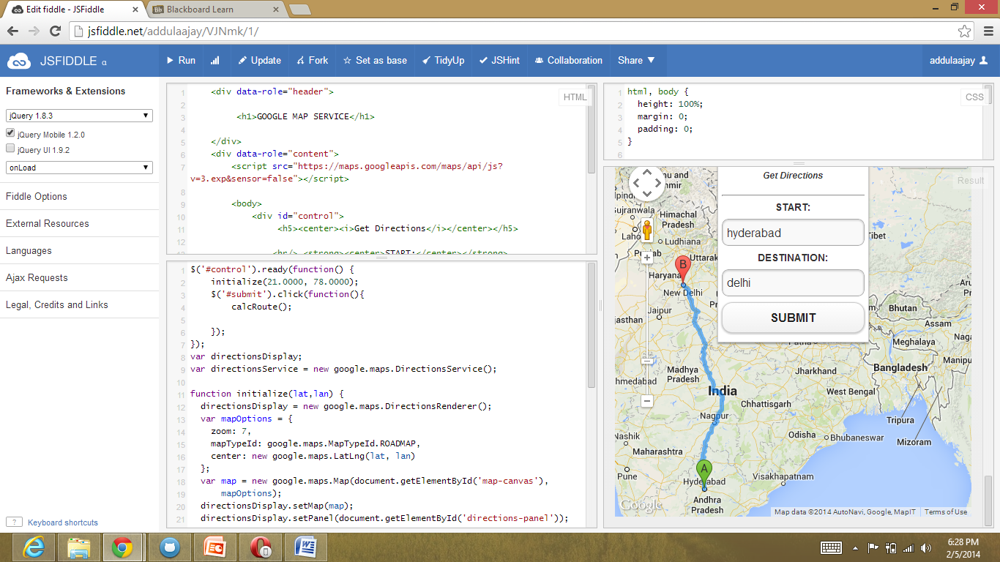 Edit fiddle - JSFiddle
Blackboard Learn
jsfiddle.net/addulaajay/VJNmk/1/
JSFIDDLE α
Run
Update
Fork
Set as base
TidyUp
JSHint
Collaboration
Share
addulaajay
Frameworks & Extensions
jQuery 1.8.3
jQuery Mobile 1.2.0
jQuery UI 1.9.2
onLoad
Fiddle Options
External Resources
Languages
Ajax Requests
Legal, Credits and Links
? Keyboard shortcuts
HTML
1 <div data-role="header">
2
3 <h1>GOOGLE MAP SERVICE</h1>
4
5 </div>
6 <div data-role="content">
7 <script src="https://maps.googleapis.com/maps/api/js?
v=3.exp&sensor=false"></script>
8
9 <body>
10 <div id="control">
11 <h5><center><i>Get Directions</i></center></h5>
12
<hr/> <strong><center>START:</center></strong>
1 $('#control').ready(function() {
2 initialize(21.0000, 78.0000);
3 $('#submit').click(function(){
4 calcRoute();
5
6 });
7 });
8 var directionsDisplay;
9 var directionsService = new google.maps.DirectionsService();
10
11 function initialize(lat,lan) {
12 directionsDisplay = new google.maps.DirectionsRenderer();
13 var mapOptions = {
14 zoom: 7,
15 mapTypeId: google.maps.MapTypeId.ROADMAP,
16 center: new google.maps.LatLng(lat, lan)
17 };
18 var map = new google.maps.Map(document.getElementById('map-canvas'),
19 mapOptions);
20 directionsDisplay.setMap(map);
21 directionsDisplay.setPanel(document.getElementById('directions-panel'));
CSS
1 html, body {
2 height: 100%;
3 margin: 0;
4 padding: 0;
5 }
6
Result
Get Directions
START:
hyderabad
DESTINATION:
delhi
SUBMIT
Himachal
Pradesh
Ludhiana
Haryana
B
New Delhi
Jaipur
Tibet
Bhutan
Assam
Meghalaya
Bangladesh
Jharkhand
West Bengal
Madhya
Pradesh
India
Chhattisgarh
Nagpur
Tripura
Mizoram
Odisha
Bhubaneswar
Nashik
Maharashtra
Pune
A
Hyderabad
Visakhapatnam
Andhra
Pradesh
Google
Map data ©2014 AutoNavi, Google, MapIT
Terms of Use
6:28 PM
2/5/2014